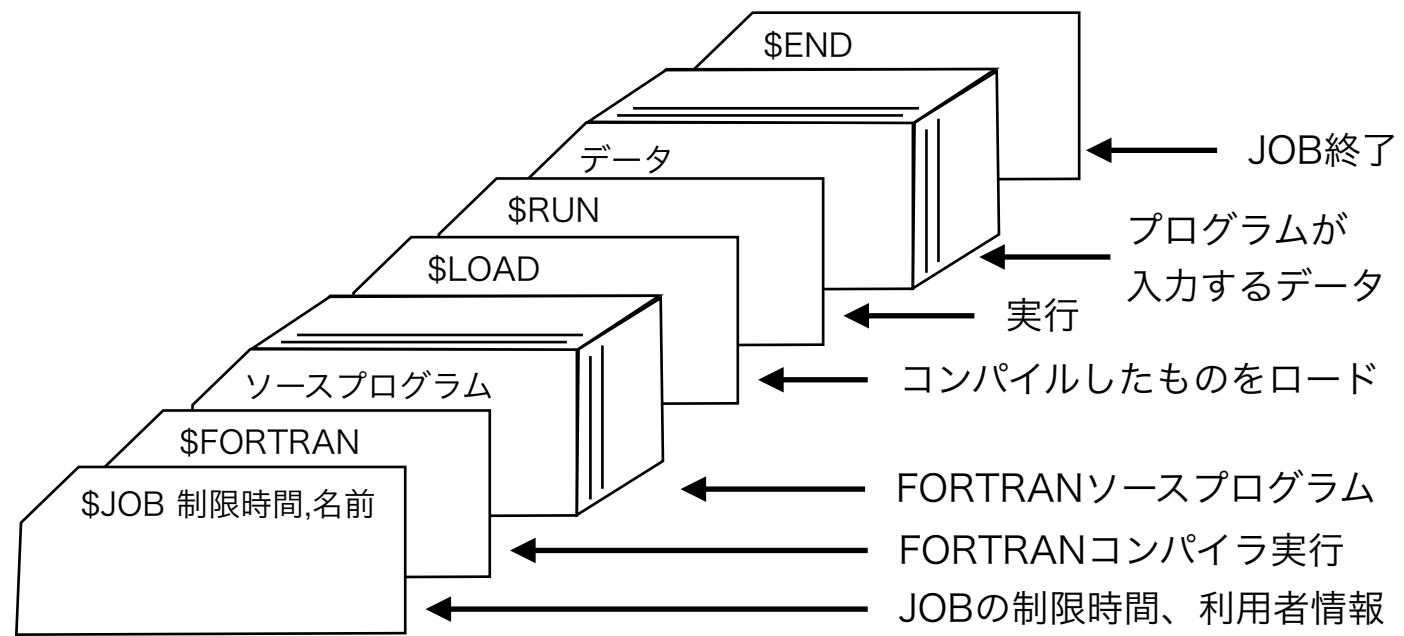 $END
データ
$RUN
$LOAD
ソースプログラム
$FORTRAN
$JOB 制限時間,名前
JOB終了
プログラムが
入力するデータ
実行
コンパイルしたものをロード
FORTRANソースプログラム
FORTRANコンパイラ実行
JOBの制限時間、利用者情報